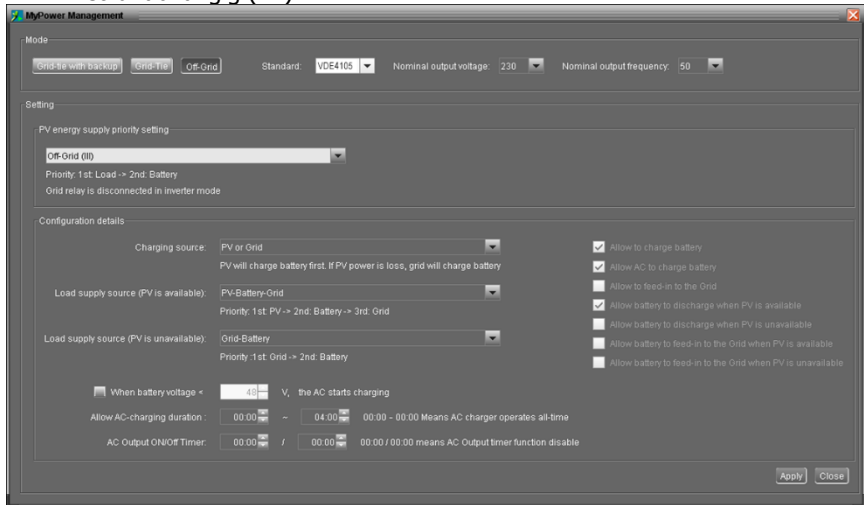 MyPower Management
Mode
Grid-tie with backup Grid-Tie Off-Grid Standard: VDE4105 Nominal output voltage: 230 Nominal output frequency: 50
Setting
PV energy supply priority setting
Off-Grid (III)
Priority: 1st: Load -> 2nd: Battery
Grid relay is disconnected in inverter mode
Configuration details
Charging source: PV or Grid
PV will charge battery first. If PV power is loss, grid will charge battery
Load supply source (PV is available): PV-Battery-Grid
Priority: 1st: PV -> 2nd: Battery -> 3rd: Grid
Load supply source (PV is unavailable): Grid-Battery
Priority :1st: Grid -> 2nd: Battery
Allow to charge battery
Allow AC to charge battery
Allow to feed-in to the Grid
Allow battery to discharge when PV is available
Allow battery to discharge when PV is unavailable
Allow battery to feed-in to the Grid when PV is available
Allow battery to feed-in to the Grid when PV is unavailable
When battery voltage < 48 V, the AC starts charging
Allow AC-charging duration : 00:00 ~ 04:00 00:00 - 00:00 Means AC charger operates all-time
AC Output ON/Off Timer: 00:00 / 00:00 00:00 / 00:00 means AC Output timer function disable
Apply Close